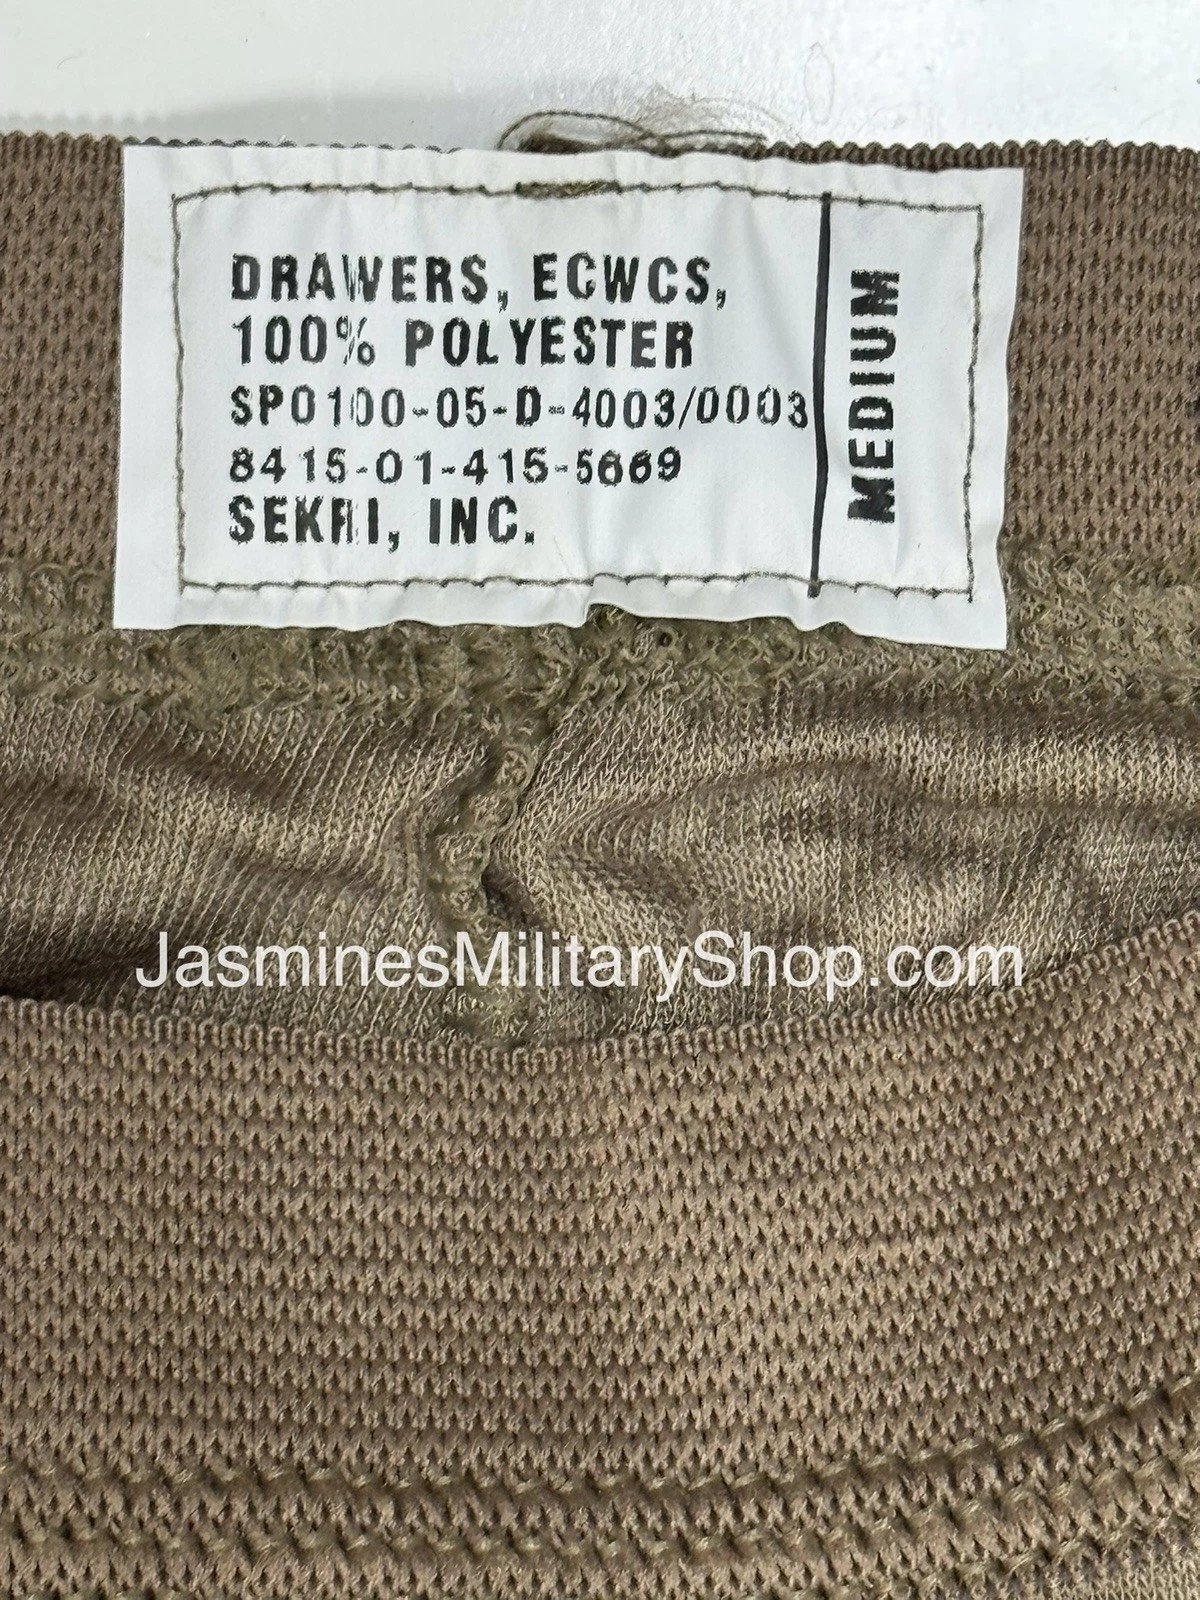 DRAWERS, ECWCS,
100% POLYESTER
SP0100-05-D-4003/0003
8415-01-415-5669
SEKRI, INC.
MEDIUM
JasminesMilitaryShop.com